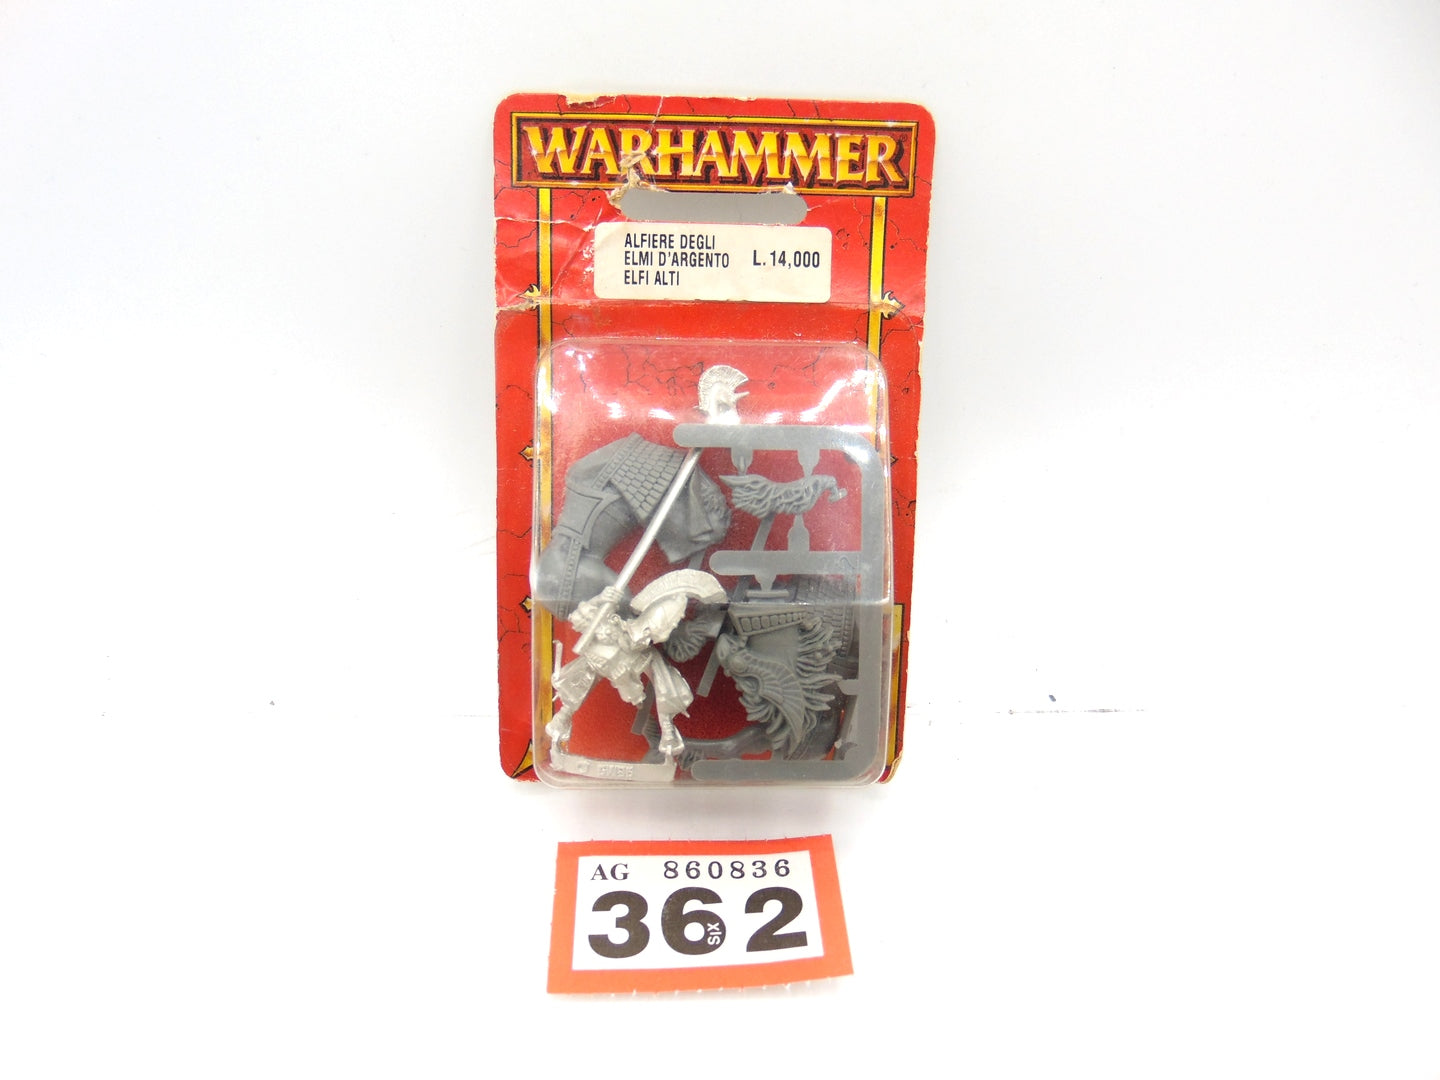 WARHAMMER
ALFIERE DEGLI
ELMI D'ARGENTO L. 14,000
ELFI ALTI
AG 860836
362
SIX